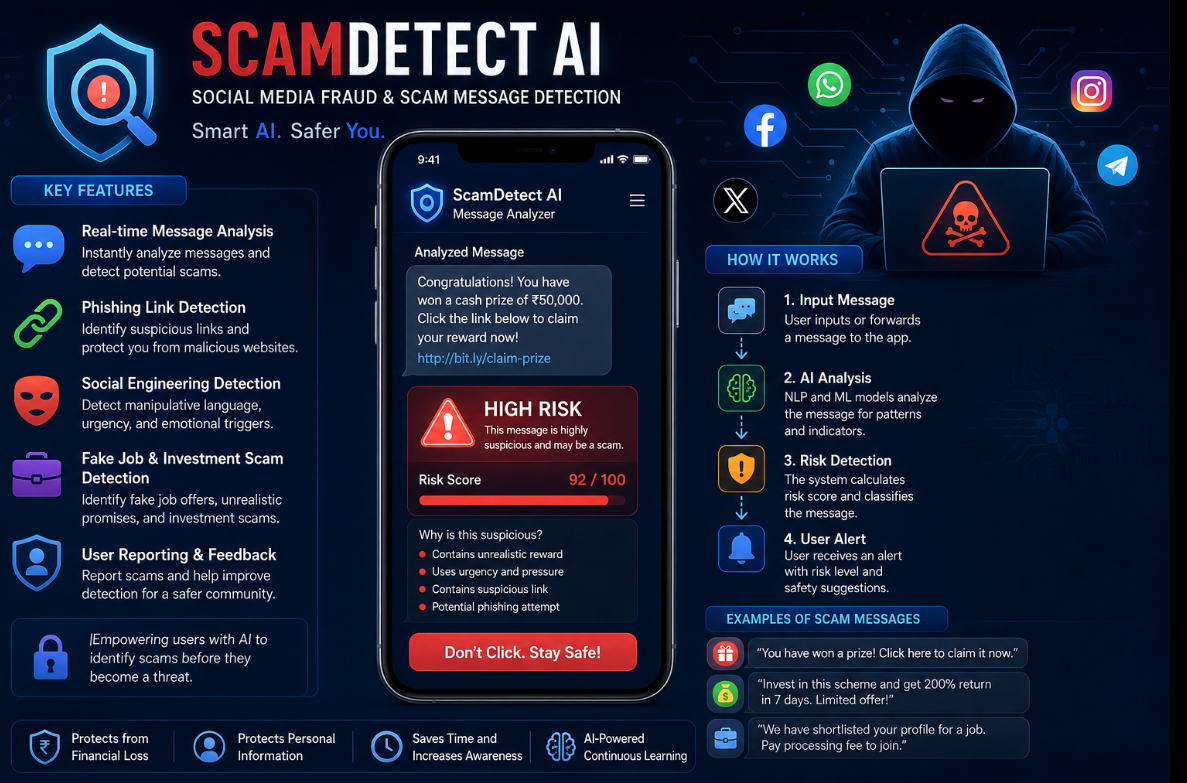 SCAMDETECT AI
SOCIAL MEDIA FRAUD & SCAM MESSAGE DETECTION
Smart AI. Safer You.
KEY FEATURES
Real-time Message Analysis
Instantly analyze messages and
detect potential scams.
Phishing Link Detection
Identify suspicious links and
protect you from malicious websites.
Social Engineering Detection
Detect manipulative language,
urgency, and emotional triggers.
Fake Job & Investment Scam
Detection
Identify fake job offers, unrealistic
promises, and investment scams.
User Reporting & Feedback
Report scams and help improve
detection for a safer community.
|Empowering users with AI to
identify scams before they
become a threat.
9:41
ScamDetect AI
Message Analyzer
Analyzed Message
Congratulations! You have
won a cash prize of ₹50,000.
Click the link below to claim
your reward now!
http://bit.ly/claim-prize
HIGH RISK
This message is highly
suspicious and may be a scam.
Risk Score 92 / 100
Why is this suspicious?
Contains unrealistic reward
Uses urgency and pressure
Contains suspicious link
Potential phishing attempt
Don't Click. Stay Safe!
HOW IT WORKS
1. Input Message
User inputs or forwards
a message to the app.
2. AI Analysis
NLP and ML models analyze
the message for patterns
and indicators.
3. Risk Detection
The system calculates
risk score and classifies
the message.
4. User Alert
User receives an alert
with risk level and
safety suggestions.
EXAMPLES OF SCAM MESSAGES
"You have won a prize! Click here to claim it now."
"Invest in this scheme and get 200% return
in 7 days. Limited offer!"
"We have shortlisted your profile for a job.
Pay processing fee to join."
Protects from
Financial Loss
Protects Personal
Information
Saves Time and
Increases Awareness
AI-Powered
Continuous Learning